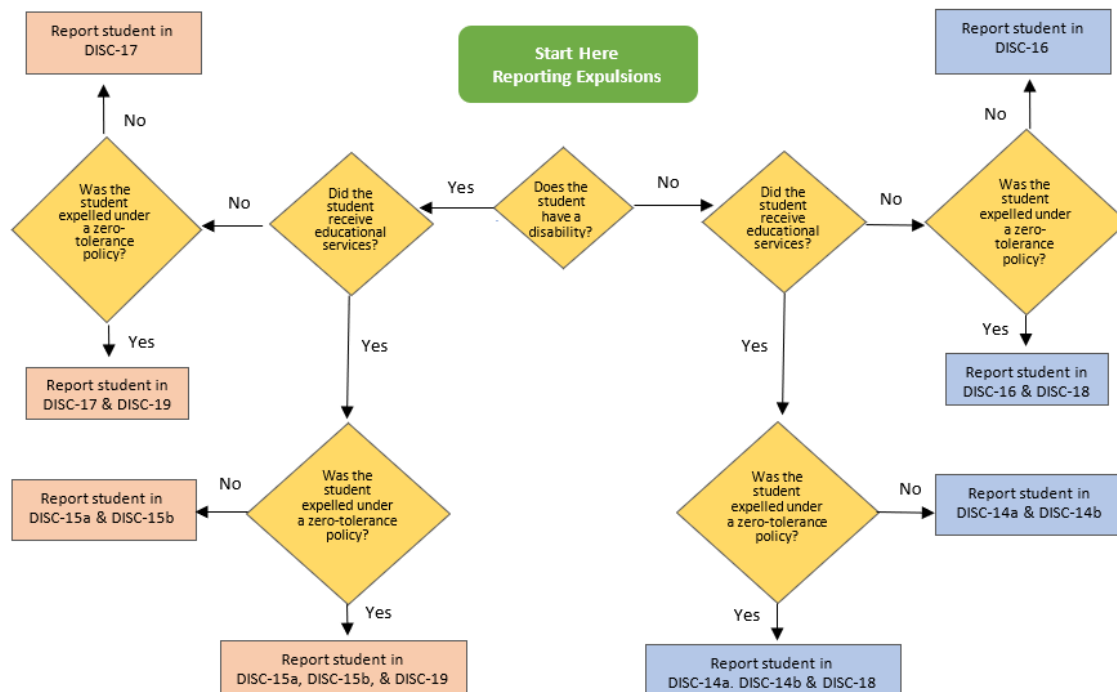 Report student in
DISC-17
Start Here
Reporting Expulsions
Report student in
DISC-16
No
No
Was the
student
expelled under
a zero-
tolerance
policy?
No
Did the
student
receive
educational
services?
Yes
Does the
student
have a
disability?
No
Did the
student
receive
educational
services?
No
Was the
student
expelled under
a zero-
tolerance
policy?
Yes
Yes
Yes
Yes
Report student in
DISC-17 & DISC-19
Report student in
DISC-16 & DISC-18
Report student in
DISC-15a & DISC-15b
No
Was the
student
expelled under
a zero-tolerance
policy?
Was the
student
expelled under
a zero-tolerance
policy?
No
Report student in
DISC-14a & DISC-14b
Yes
Yes
Report student in
DISC-15a, DISC-15b, & DISC-19
Report student in
DISC-14a. DISC-14b & DISC-18